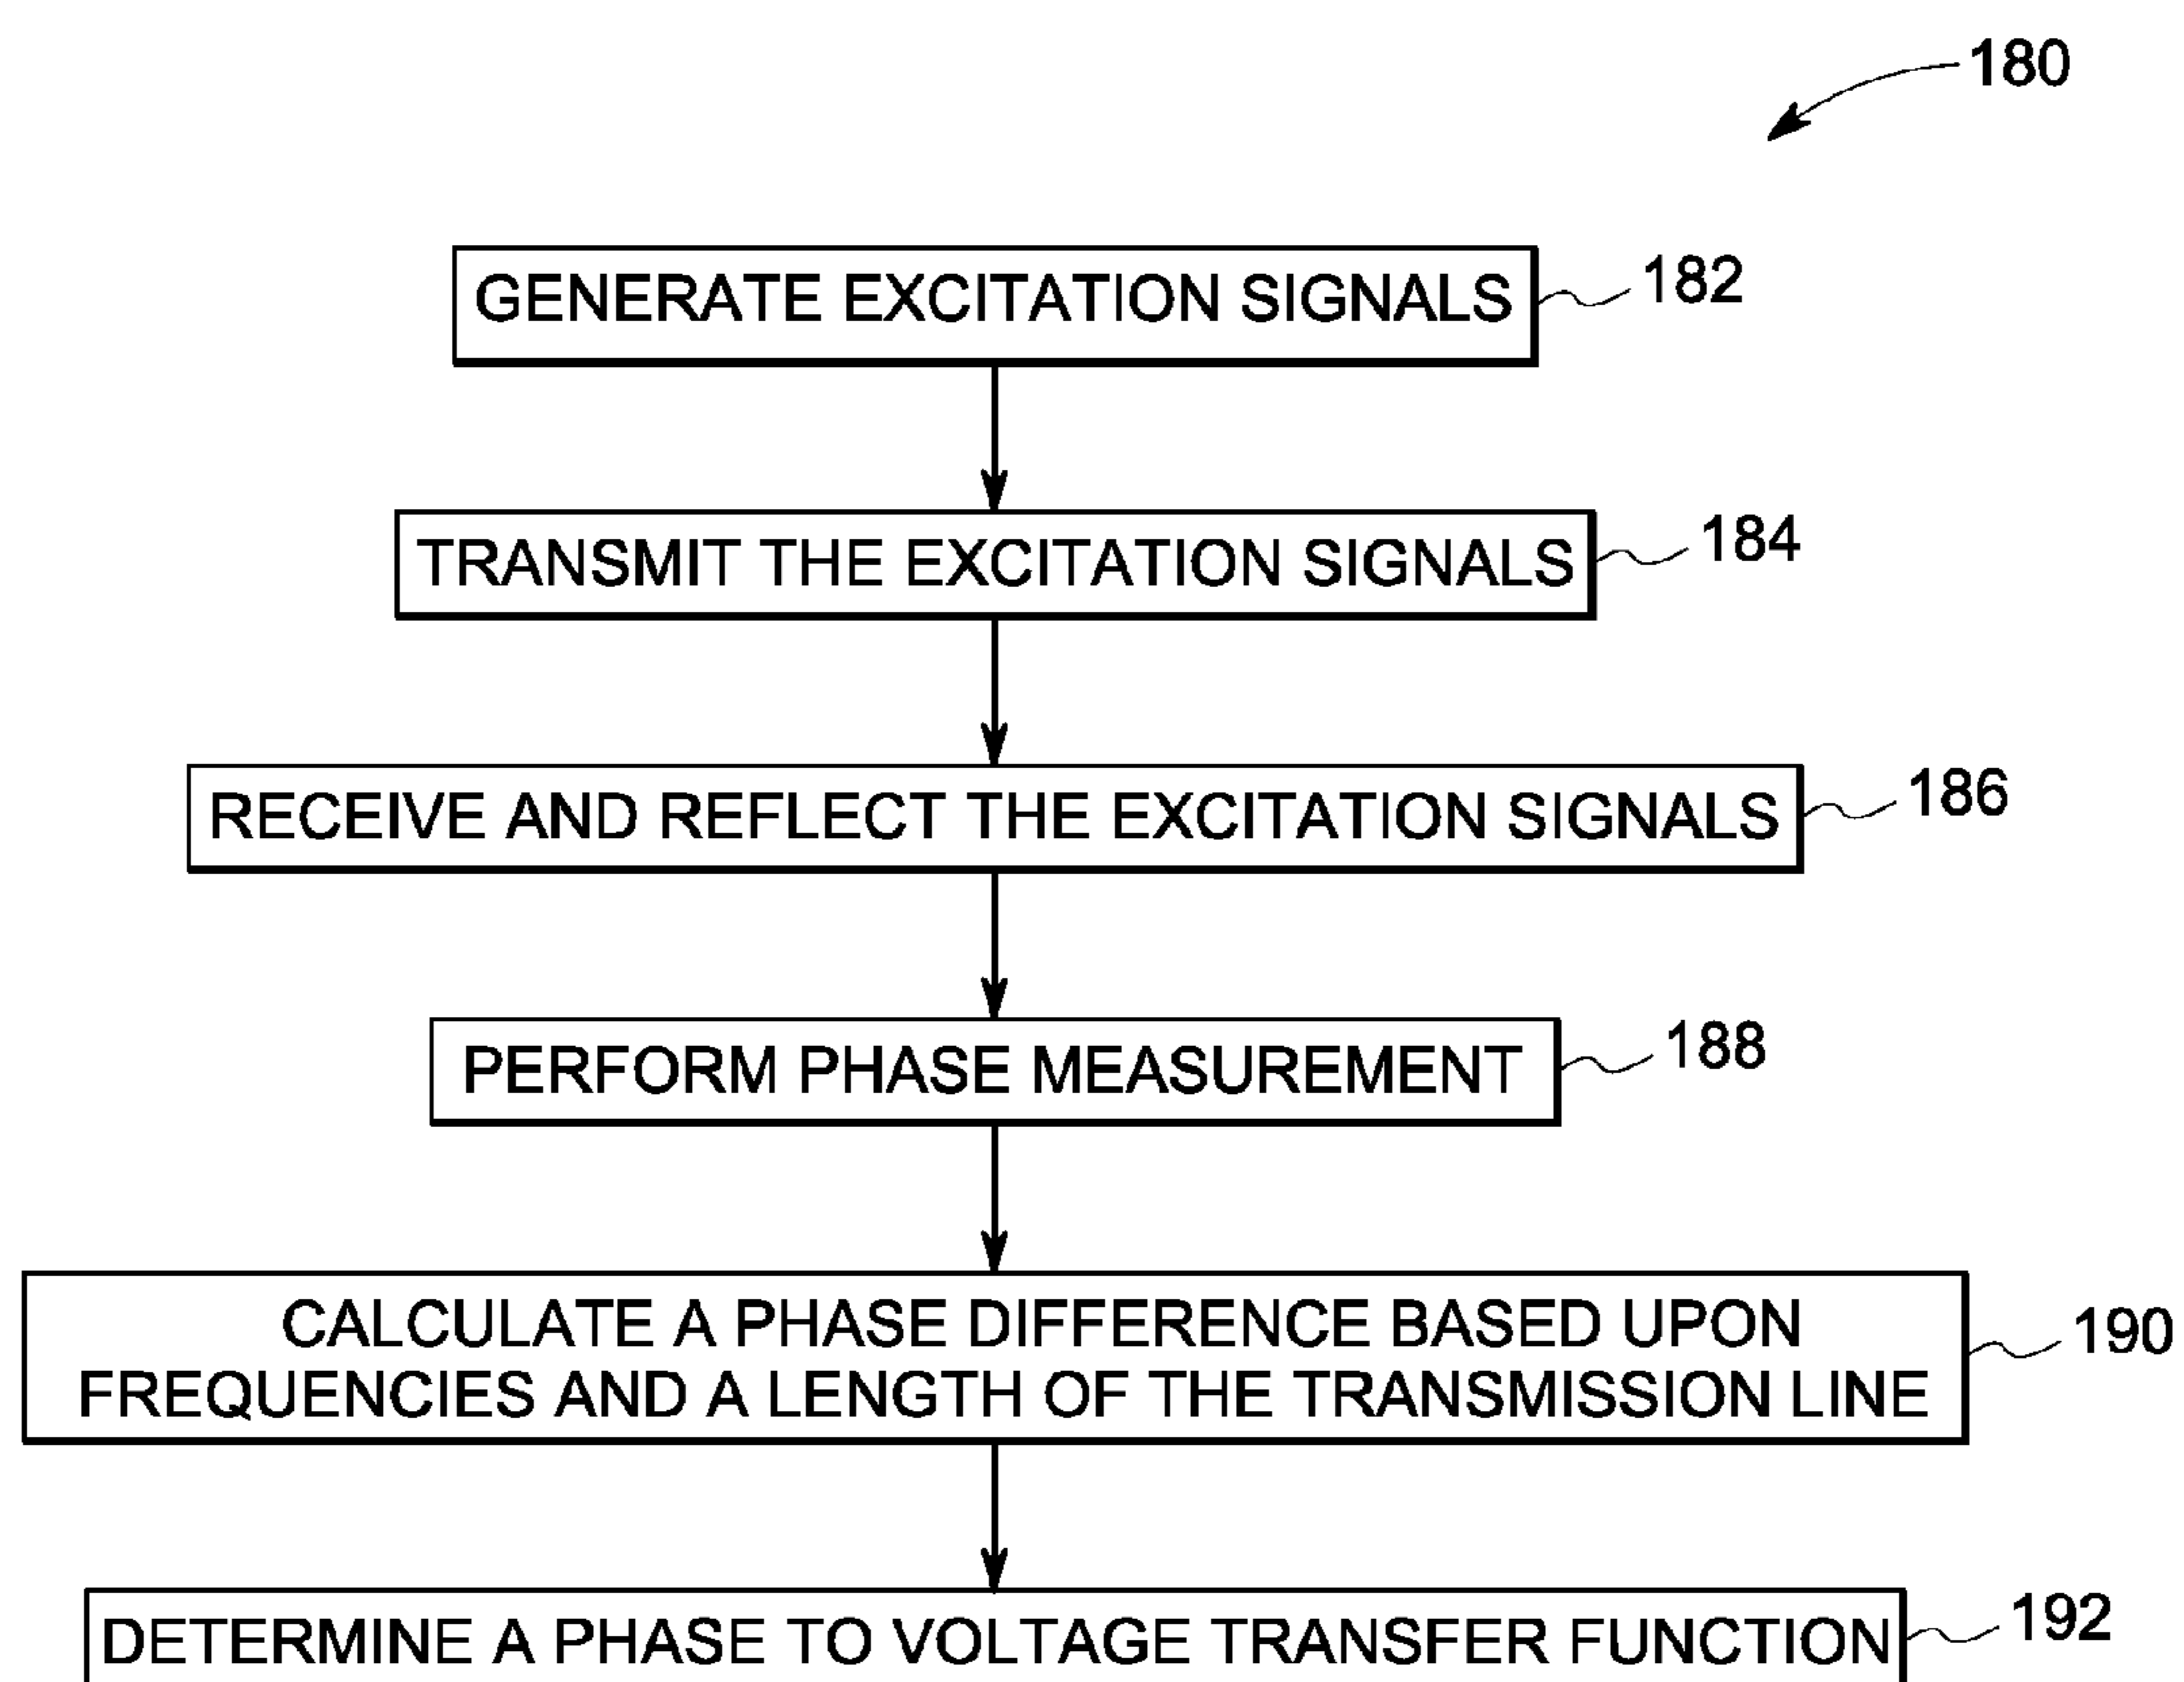 180
GENERATE EXCITATION SIGNALS
182
TRANSMIT THE EXCITATION SIGNALS
184
RECEIVE AND REFLECT THE EXCITATION SIGNALS
186
PERFORM PHASE MEASUREMENT
188
CALCULATE A PHASE DIFFERENCE BASED UPON
FREQUENCIES AND A LENGTH OF THE TRANSMISSION LINE
190
DETERMINE A PHASE TO VOLTAGE TRANSFER FUNCTION
192